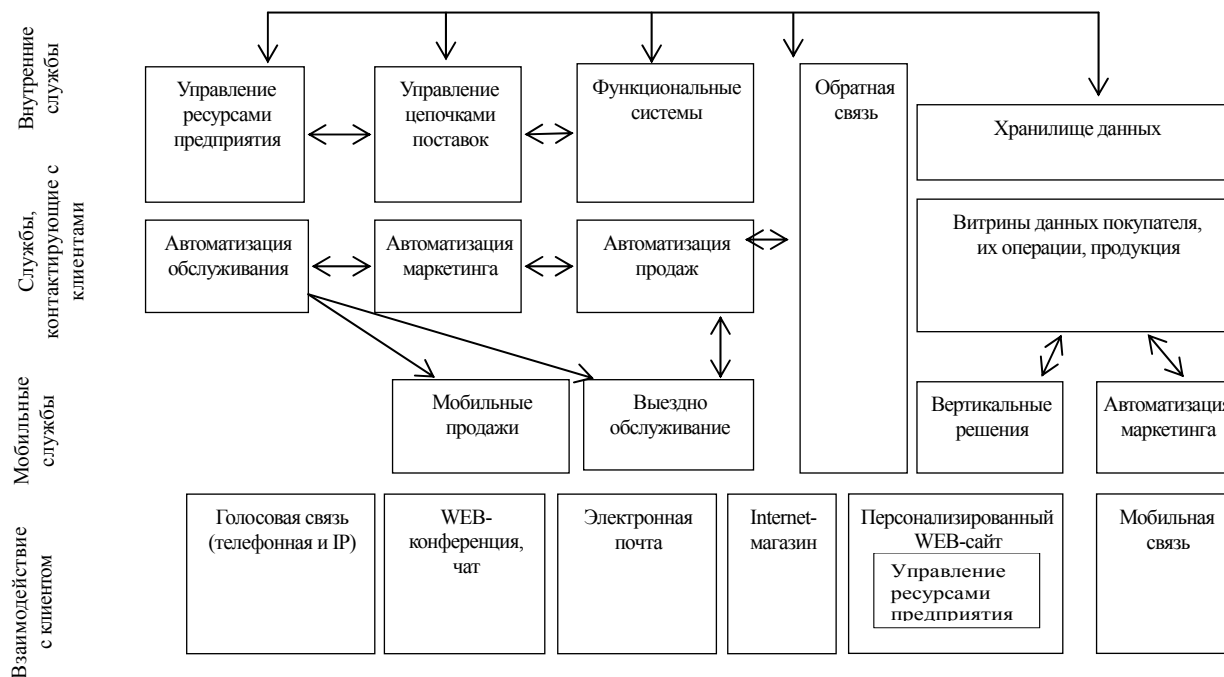 Внутренние
службы
Управление
ресурсами
предприятия
Управление
цепочками
поставок
Функциональные
системы
Обратная
связь
Хранилище данных
Службы,
контактирующие с
клиентами
Автоматизация
обслуживания
Автоматизация
маркетинга
Автоматизация
продаж
Витрины данных покупателя,
их операции, продукция
Мобильные
службы
Мобильные
продажи
Выездно
обслуживание
Вертикальные
решения
Автоматизация
маркетинга
Взаимодействие
с клиентом
Голосовая связь
(телефонная и IP)
WEB-
конференция,
чат
Электронная
почта
Internet-
магазин
Персонализированный
WEB-сайт
Управление
ресурсами
предприятия
Мобильная
связь